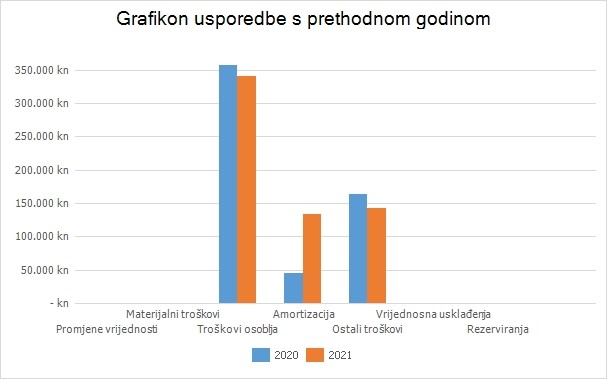 Grafikon usporedbe s prethodnom godinom
350.000 kn
300.000 kn
250.000 kn
200.000 kn
150.000 kn
100.000 kn
50.000 kn
- kn
Materijalni troškovi Amortizacija Vrijednosna usklađenja
Promjene vrijednosti Troškovi osoblja Ostali troškovi Rezerviranja
2020 2021